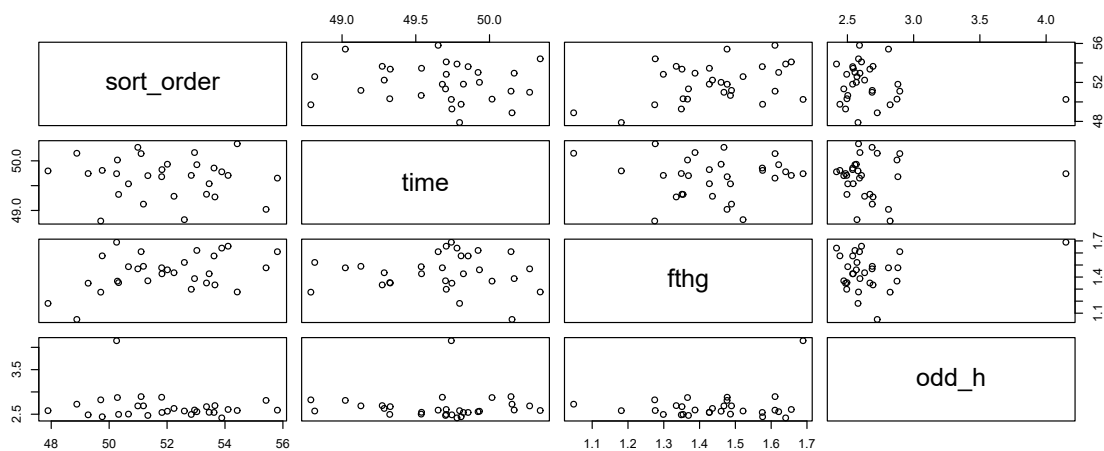 49.0 49.5 50.0 2.5 3.0 3.5 4.0
sort_order 48 52 56
49.0 50.0 time
fthg 1.1 1.4 1.7
2.5 3.5 odd_h
48 50 52 54 56 1.1 1.2 1.3 1.4 1.5 1.6 1.7